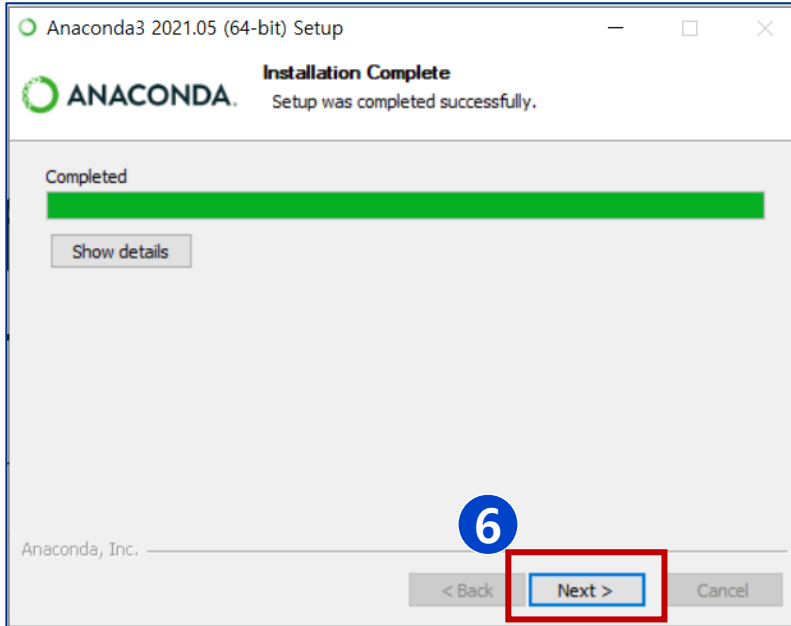 Anaconda3 2021.05 (64-bit) Setup
ANACONDA.
Installation Complete
Setup was completed successfully.
Completed
Show details
6
Anaconda, Inc.
< Back
Next >
Cancel